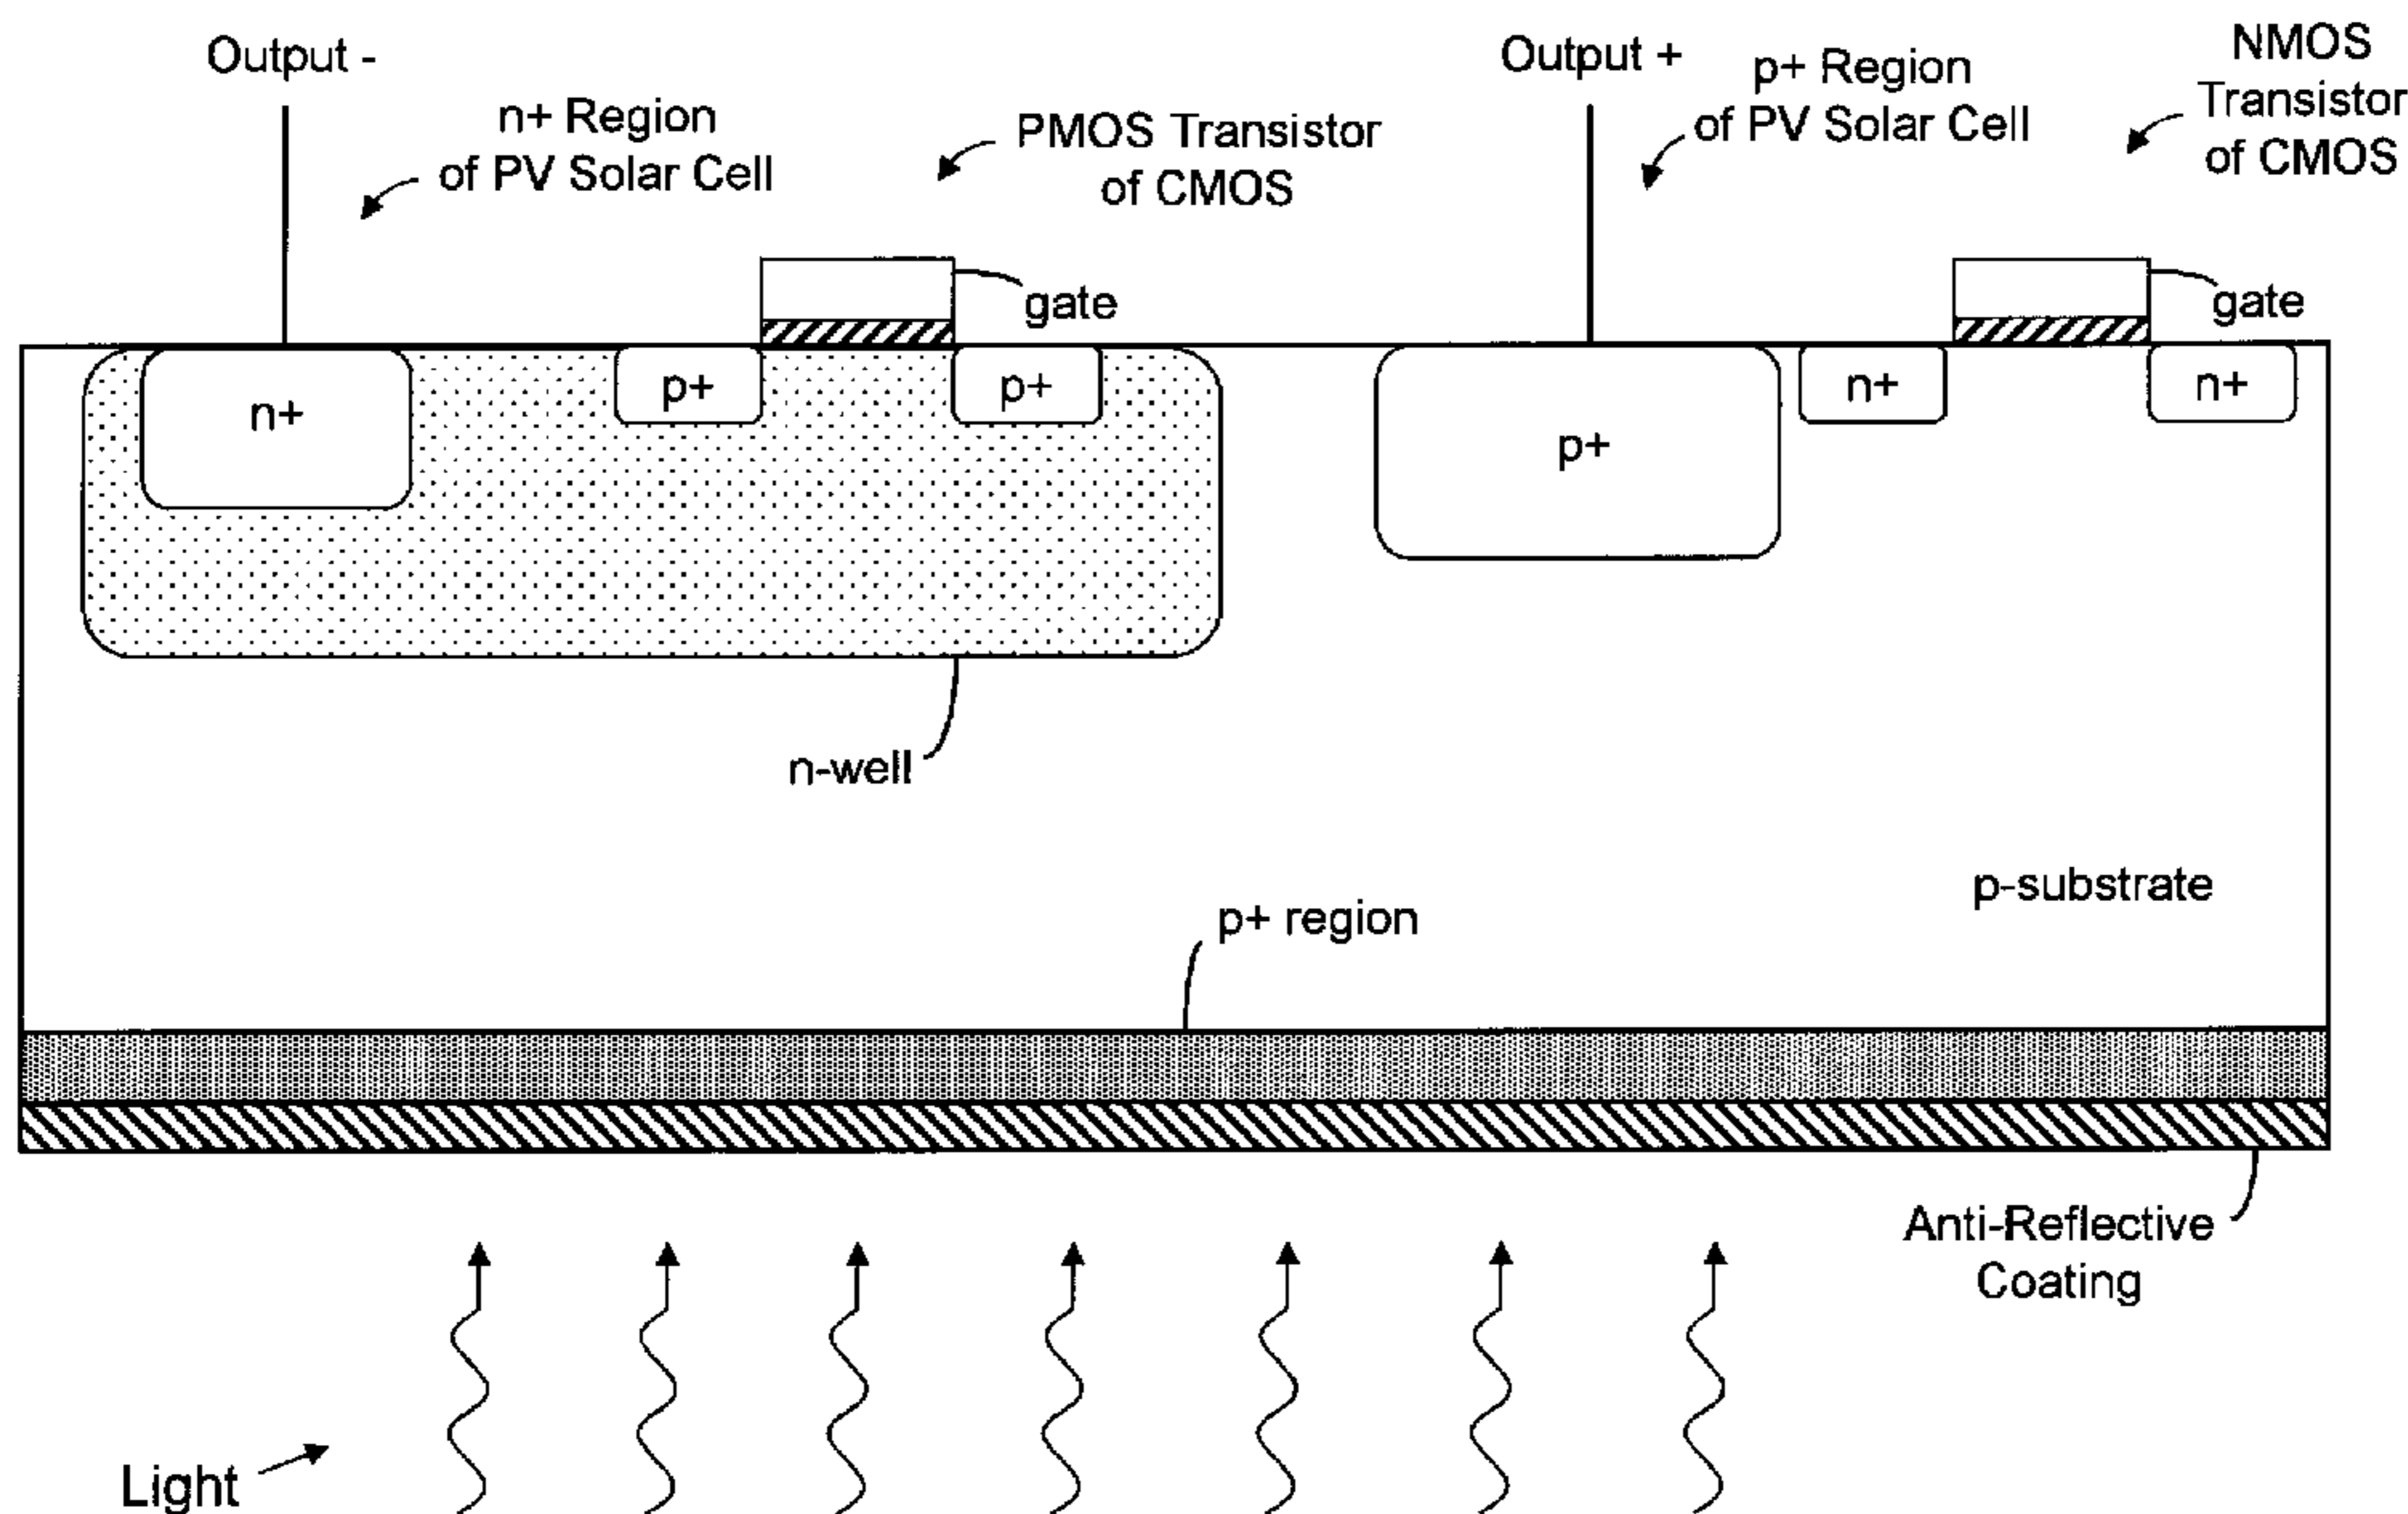 Output -
n+ Region
of PV Solar Cell
PMOS Transistor
of CMOS
Output +
p+ Region
of PV Solar Cell
NMOS
Transistor
of CMOS
gate
gate
n+
p+
p+
p+
n+
n+
n-well
p-substrate
p+ region
Anti-Reflective
Coating
Light